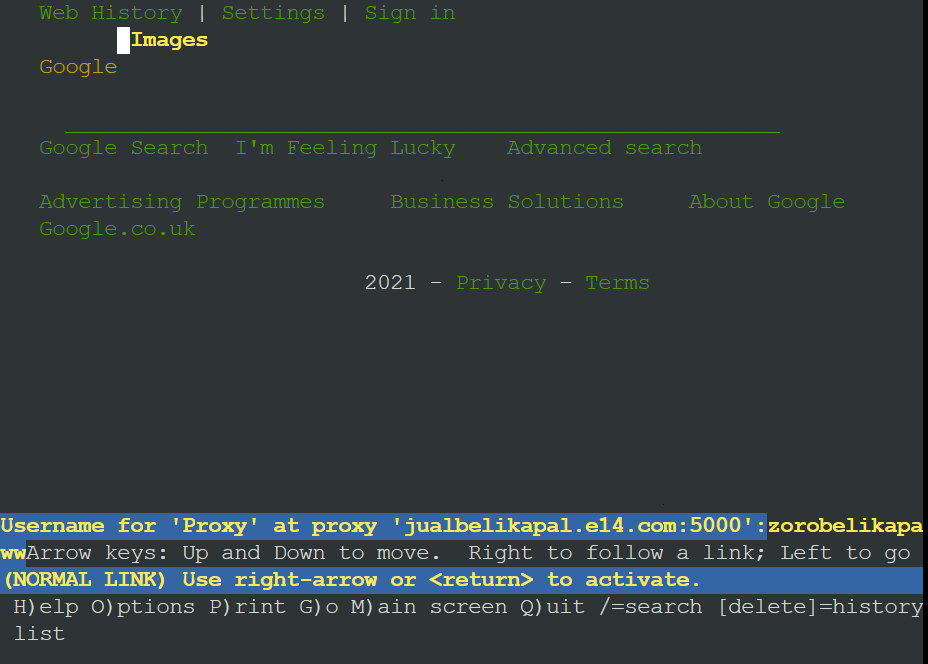 Web History | Settings | Sign in
Images
Google
Google Search I'm Feeling Lucky Advanced search
Advertising Programmes Business Solutions About Google
Google.co.uk
2021 - Privacy - Terms
Username for 'Proxy' at proxy 'jualbelikapal.e14.com:5000':zorobelikapa
wwArrow keys: Up and Down to move. Right to follow a link; Left to go
(NORMAL LINK) Use right-arrow or <return> to activate.
H)elp O)ptions P)rint G)o M)ain screen Q)uit /=search [delete]=history
list